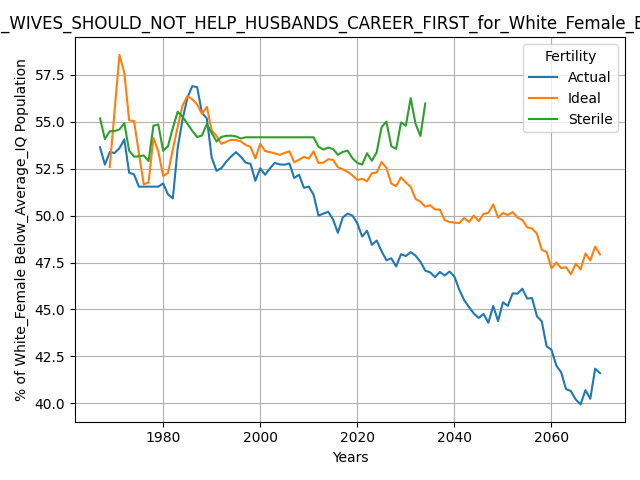 _WIVES_SHOULD_NOT_HELP_HUSBANDS_CAREER_FIRST_for_White_Female_
Fertility
Actual
Ideal
Sterile
% of White_Female Below_Average_IQ Population
57.5
55.0
52.5
50.0
47.5
45.0
42.5
40.0
1980
2000
2020
2040
2060
Years